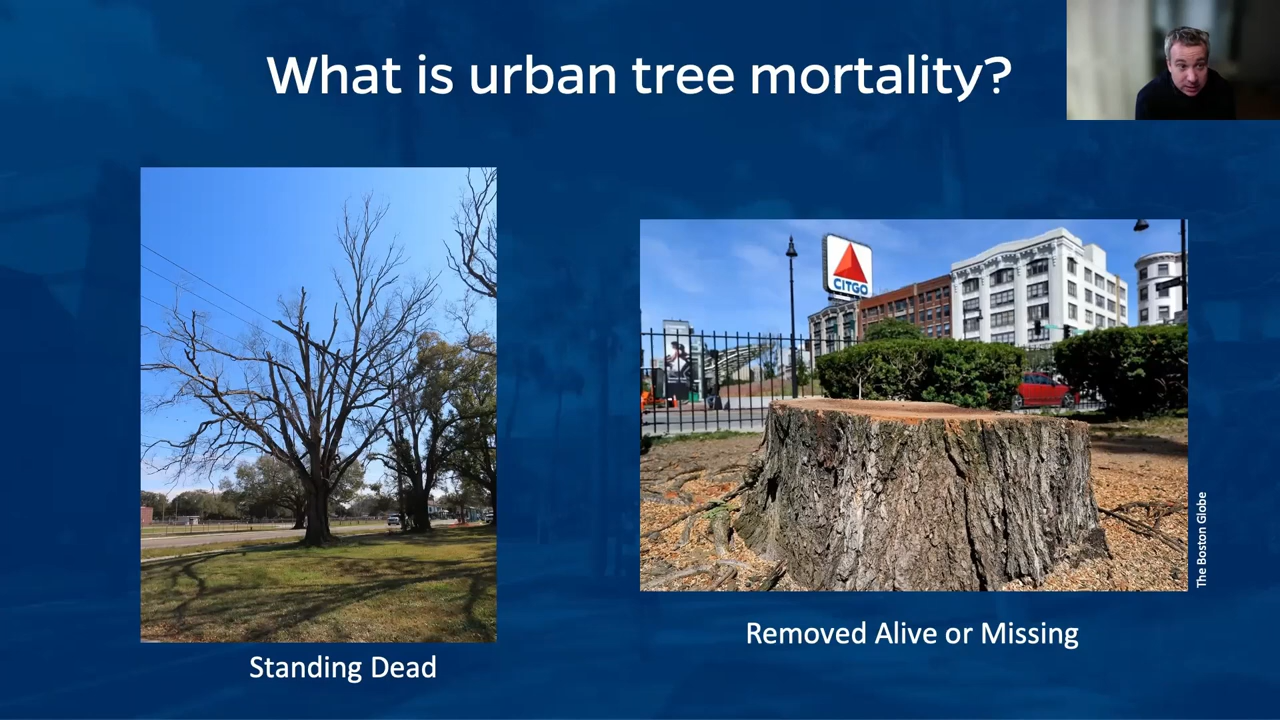 What is urban tree mortality?
CITGO
The Boston Globe
Standing Dead
Removed Alive or Missing